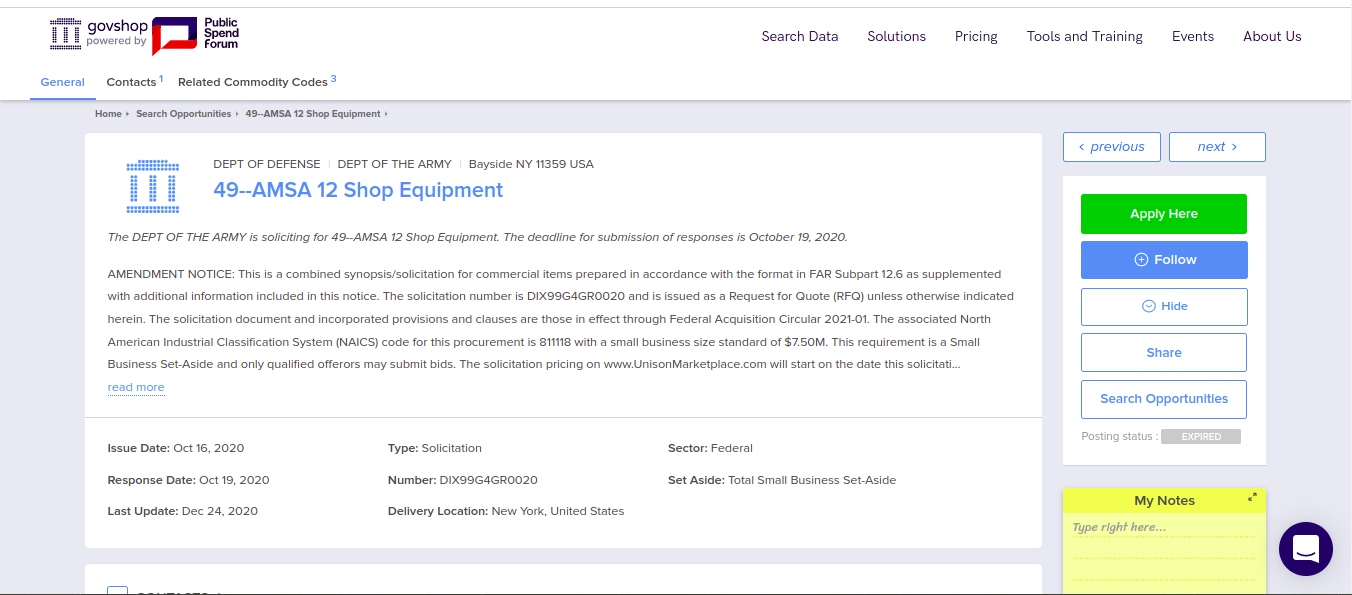 govshop
powered by
Public
Spend
Forum
Search Data Solutions Pricing Tools and Training Events About Us
General Contacts 1 Related Commodity Codes 3
Home Search Opportunities 49--AMSA 12 Shop Equipment
DEPT OF DEFENSE DEPT OF THE ARMY Bayside NY 11359 USA
49--AMSA 12 Shop Equipment
The DEPT OF THE ARMY is soliciting for 49--AMSA 12 Shop Equipment. The deadline for submission of responses is October 19, 2020.
AMENDMENT NOTICE: This is a combined synopsis/solicitation for commercial items prepared in accordance with the format in FAR Subpart 12.6 as supplemented
with additional information included in this notice. The solicitation number is DIX99G4GR0020 and is issued as a Request for Quote (RFQ) unless otherwise indicated
herein. The solicitation document and incorporated provisions and clauses are those in effect through Federal Acquisition Circular 2021-01. The associated North
American Industrial Classification System (NAICS) code for this procurement is 811118 with a small business size standard of $7.50M. This requirement is a Small
Business Set-Aside and only qualified offerors may submit bids. The solicitation pricing on www.UnisonMarketplace.com will start on the date this solicitati...
read more
Issue Date: Oct 16, 2020 Type: Solicitation Sector: Federal
Response Date: Oct 19, 2020 Number: DIX99G4GR0020 Set Aside: Total Small Business Set-Aside
Last Update: Dec 24, 2020 Delivery Location: New York, United States
‹ previous next ›
Apply Here
Follow
Hide
Share
Search Opportunities
Posting status : EXPIRED
My Notes
Type right here...